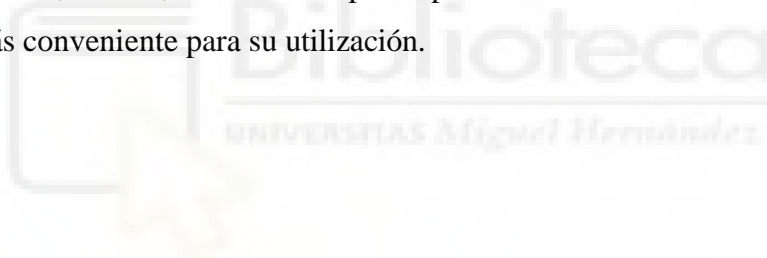 s conveniente para su utilización.
Biblioteca
UNIVERSITAS Miguel Hernández